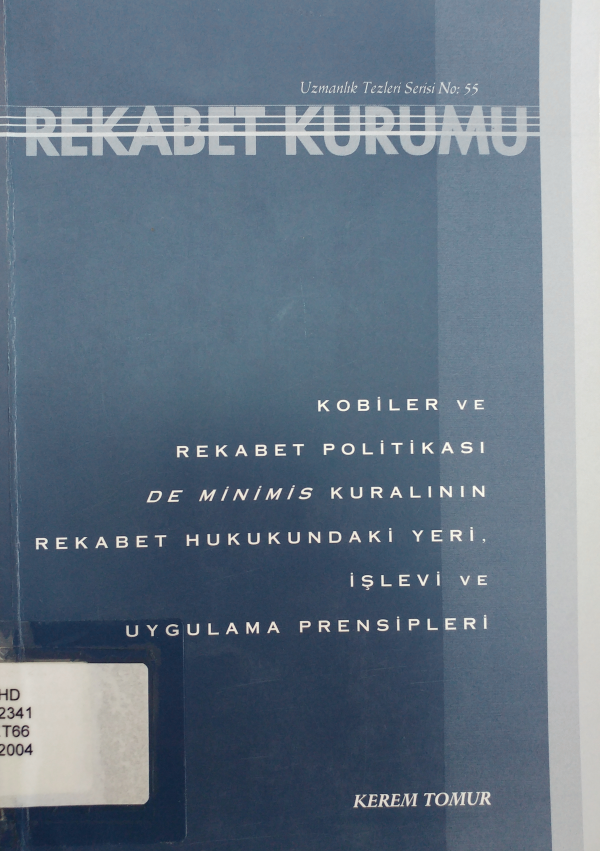 Uzmanlık Tezleri Serisi No: 55
REKABET KURUMU
KOBİLER VE
REKABET POLİTİKASI
DE MİNİMİS KURALININ
REKABET HUKUKUNDAKİ YERİ,
İŞLEVİ VE
UYGULAMA PRENSİPLERİ
HD
2341
.T66
2004
KEREM TOMUR